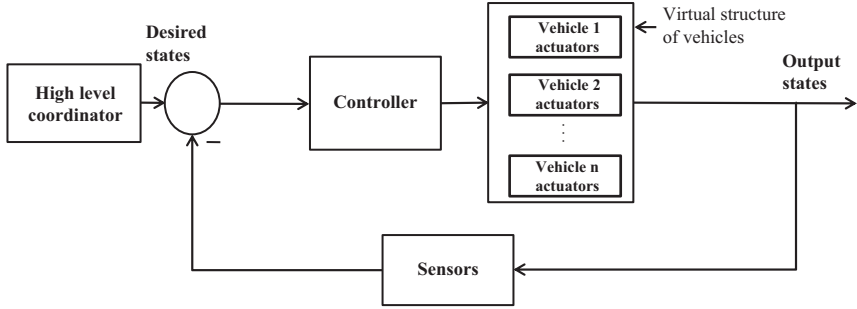 Desired
states
High level
coordinator
Controller
Vehicle 1
actuators
Vehicle 2
actuators
Vehicle n
actuators
Virtual structure
of vehicles
Output
states
Sensors